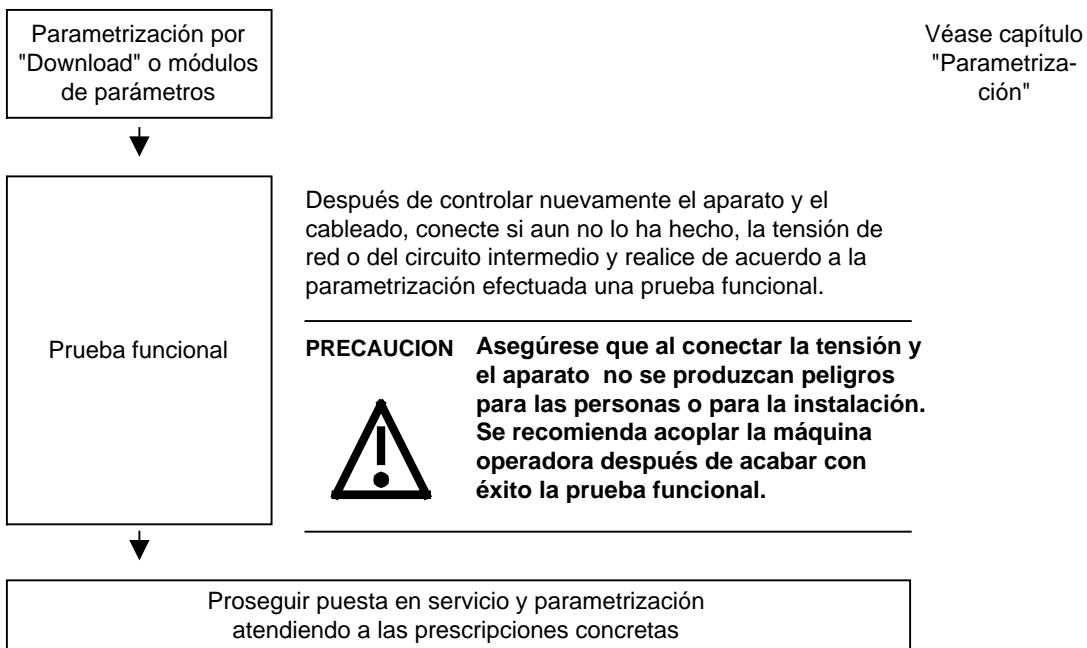 Parametrización por
"Download" o módulos
de parámetros
Véase capítulo
"Parametriza-
ción"
Prueba funcional
Después de controlar nuevamente el aparato y el
cableado, conecte si aun no lo ha hecho, la tensión de
red o del circuito intermedio y realice de acuerdo a la
parametrización efectuada una prueba funcional.
PRECAUCION
Asegúrese que al conectar la tensión y
el aparato no se produzcan peligros
para las personas o para la instalación.
Se recomienda acoplar la máquina
operadora después de acabar con
éxito la prueba funcional.
Proseguir puesta en servicio y parametrización
atendiendo a las prescripciones concretas